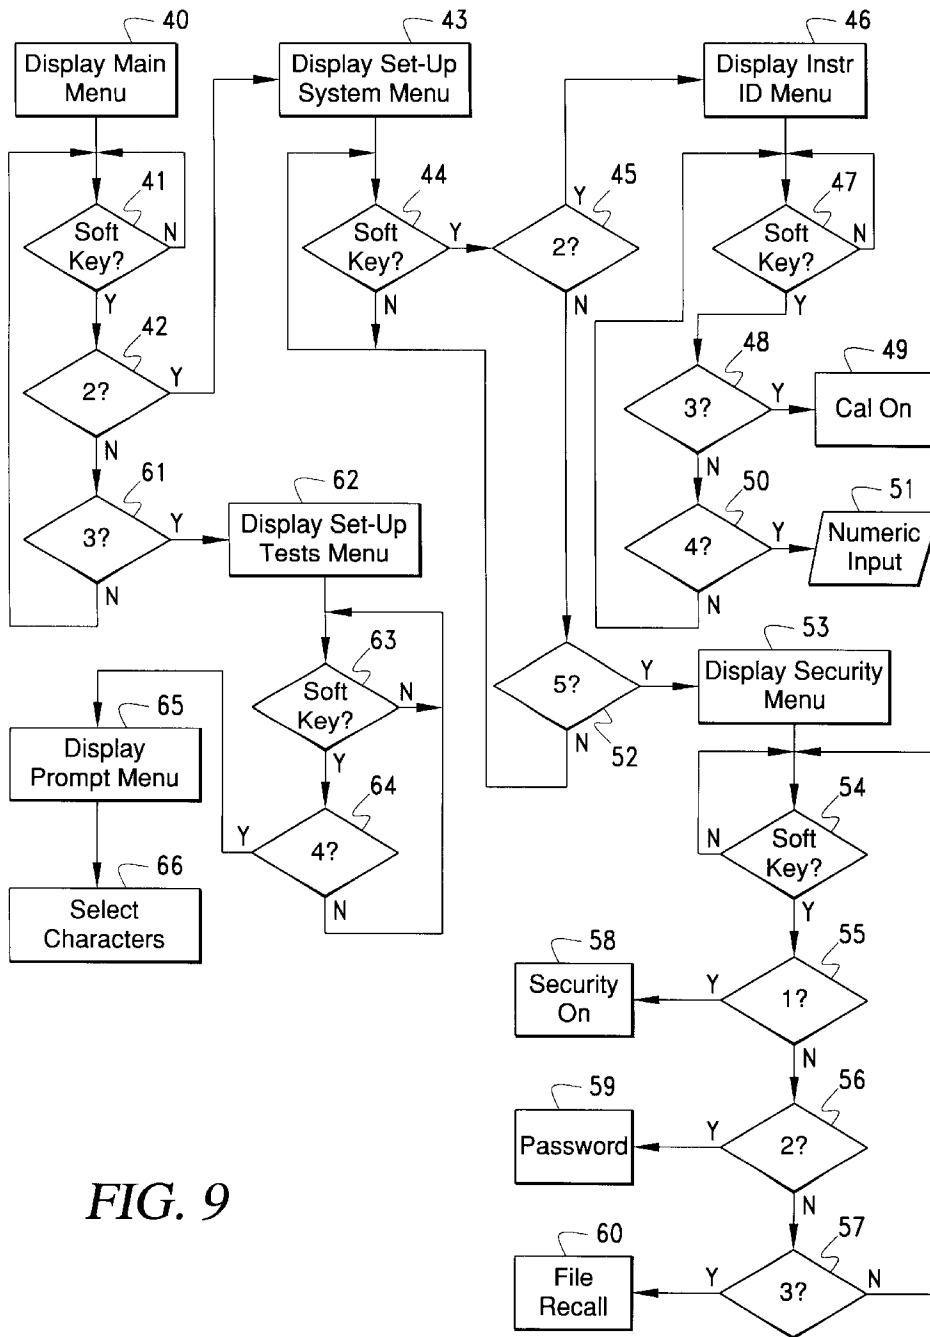 40
Display Main
Menu
41
Soft
Key?
N
Y
42
2?
Y
N
61
3?
Y
N
43
Display Set-Up
System Menu
44
Soft
Key?
Y
N
45
Y
2?
N
46
Display Instr
ID Menu
47
Soft
Key?
N
Y
48
3?
Y
N
49
Cal On
50
4?
Y
N
51
Numeric
Input
62
Display Set-Up
Tests Menu
63
Soft
Key?
N
Y
64
Y
4?
N
65
Display
Prompt Menu
66
Select
Characters
5?
Y
52
N
53
Display Security
Menu
54
N
Soft
Key?
Y
55
Y
1?
N
58
Security
On
56
Y
2?
N
59
Password
57
Y
3?
N
60
File
Recall
FIG. 9